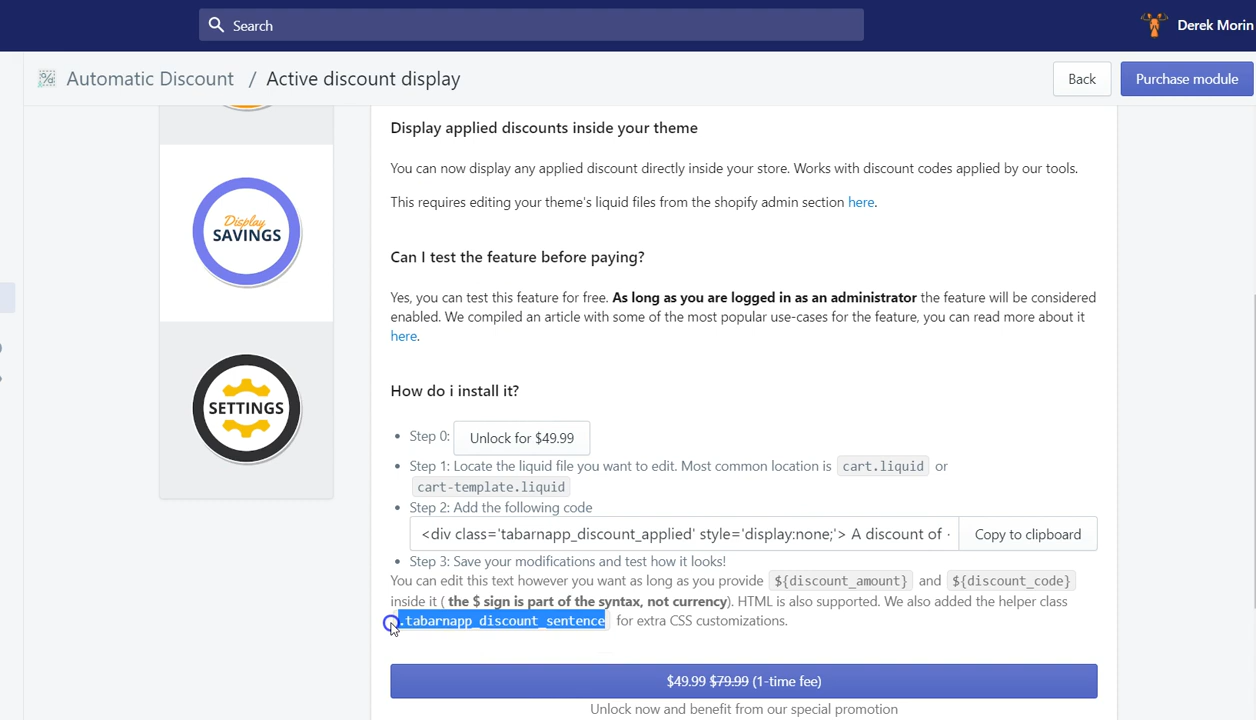 Search
Derek Morin
Automatic Discount / Active discount display
Back
Purchase module
Display applied discounts inside your theme
You can now display any applied discount directly inside your store. Works with discount codes applied by our tools.
This requires editing your theme's liquid files from the shopify admin section here.
Display
SAVINGS
Can I test the feature before paying?
Yes, you can test this feature for free. As long as you are logged in as an administrator the feature will be considered
enabled. We compiled an article with some of the most popular use-cases for the feature, you can read more about it
here.
SETTINGS
How do i install it?
• Step 0: Unlock for $49.99
• Step 1: Locate the liquid file you want to edit. Most common location is cart.liquid or
cart-template.liquid
• Step 2: Add the following code
<div class='tabarnapp_discount_applied' style='display:none;'> A discount of
Copy to clipboard
• Step 3: Save your modifications and test how it looks!
You can edit this text however you want as long as you provide ${discount_amount} and ${discount_code}
inside it ( the $ sign is part of the syntax, not currency). HTML is also supported. We also added the helper class
.tabarnapp_discount_sentence for extra CSS customizations.
$49.99 $79.99 (1-time fee)
Unlock now and benefit from our special promotion